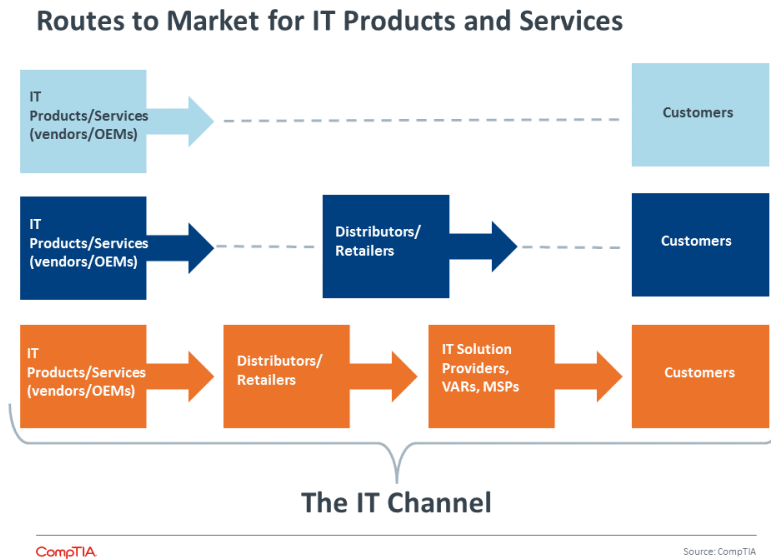 Routes to Market for IT Products and Services
IT
Products/Services
(vendors/OEMs)
Customers
IT
Products/Services
(vendors/OEMs)
Distributors/
Retailers
Customers
IT
Products/Services
(vendors/OEMs)
Distributors/
Retailers
IT Solution
Providers,
VARs, MSPs
Customers
The IT Channel
CompTIA.
Source: CompTIA